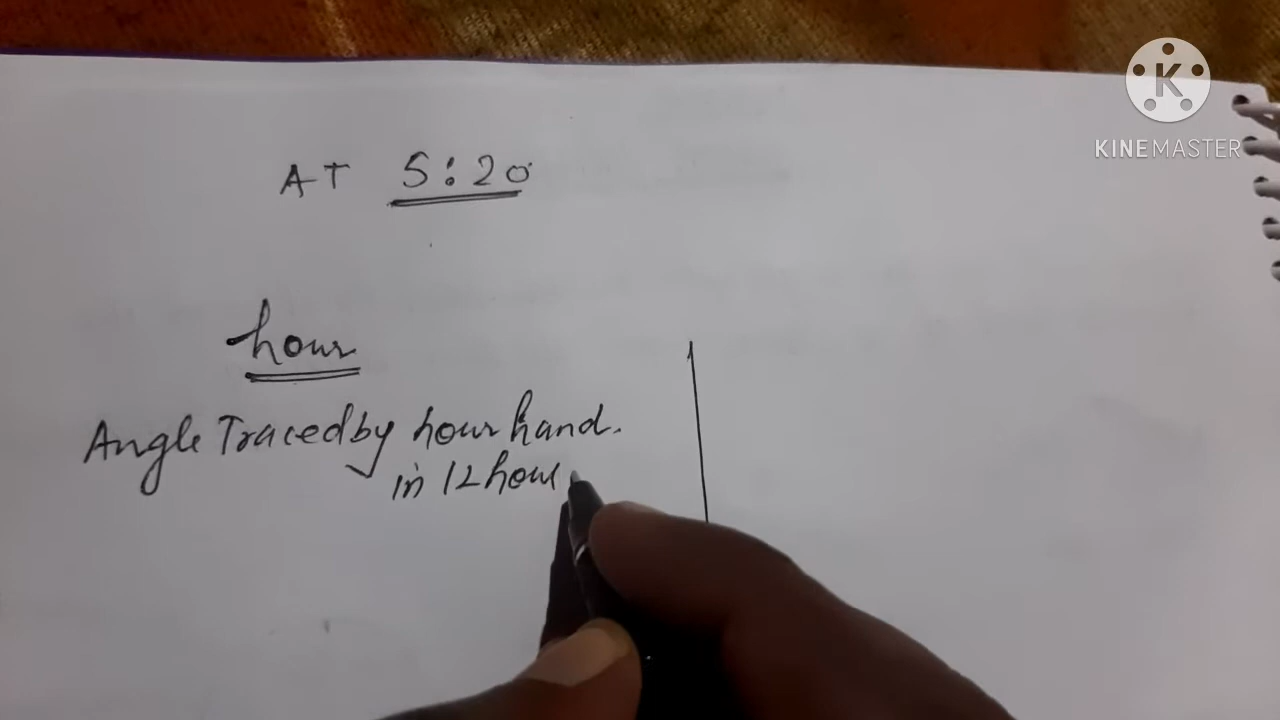 AT 5:20
hour
Angle Traced by hour hand.
in 12 hour
K
KINEMASTER